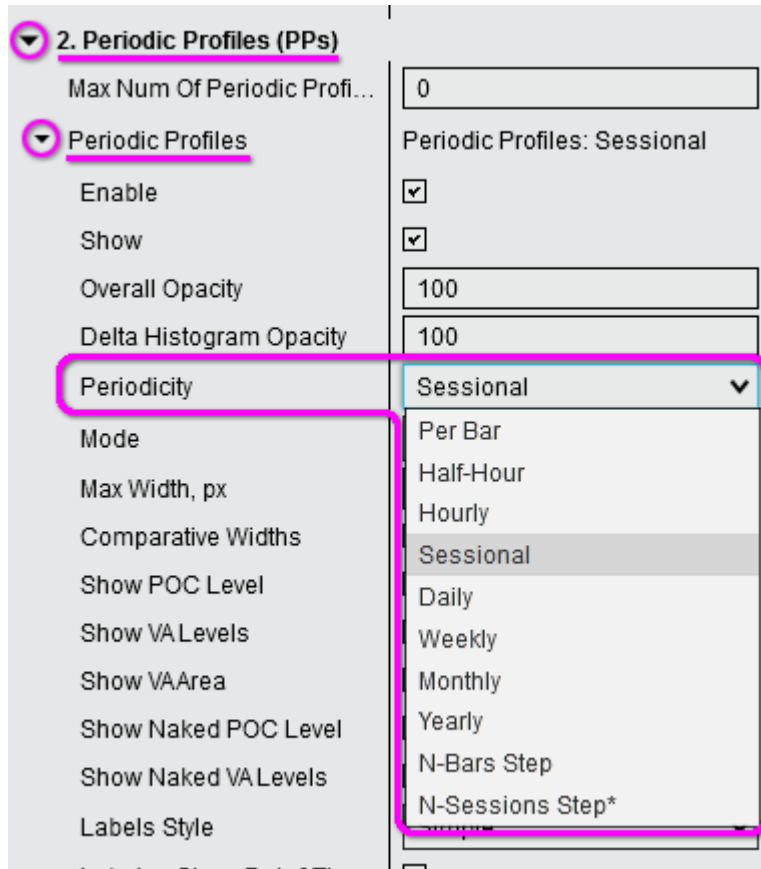 2. Periodic Profiles (PPs)
Max Num Of Periodic Profi... 0
Periodic Profiles Periodic Profiles: Sessional
Enable
Show
Overall Opacity 100
Delta Histogram Opacity 100
Periodicity Sessional
Mode Per Bar
Max Width, px Half-Hour
Hourly
Comparative Widths Sessional
Show POC Level Daily
Show VA Levels Weekly
Show VA Area Monthly
Show Naked POC Level Yearly
Show Naked VA Levels N-Bars Step
Labels Style N-Sessions Step*